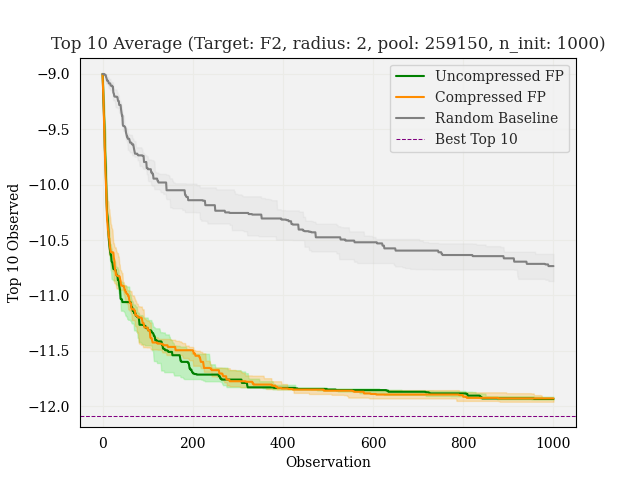 Top 10 Average (Target: F2, radius: 2, pool: 259150, n_init: 1000)
Top 10 Observed
−9.0
−9.5
−10.0
−10.5
−11.0
−11.5
−12.0
Uncompressed FP
Compressed FP
Random Baseline
Best Top 10
0 200 400 600 800 1000
Observation